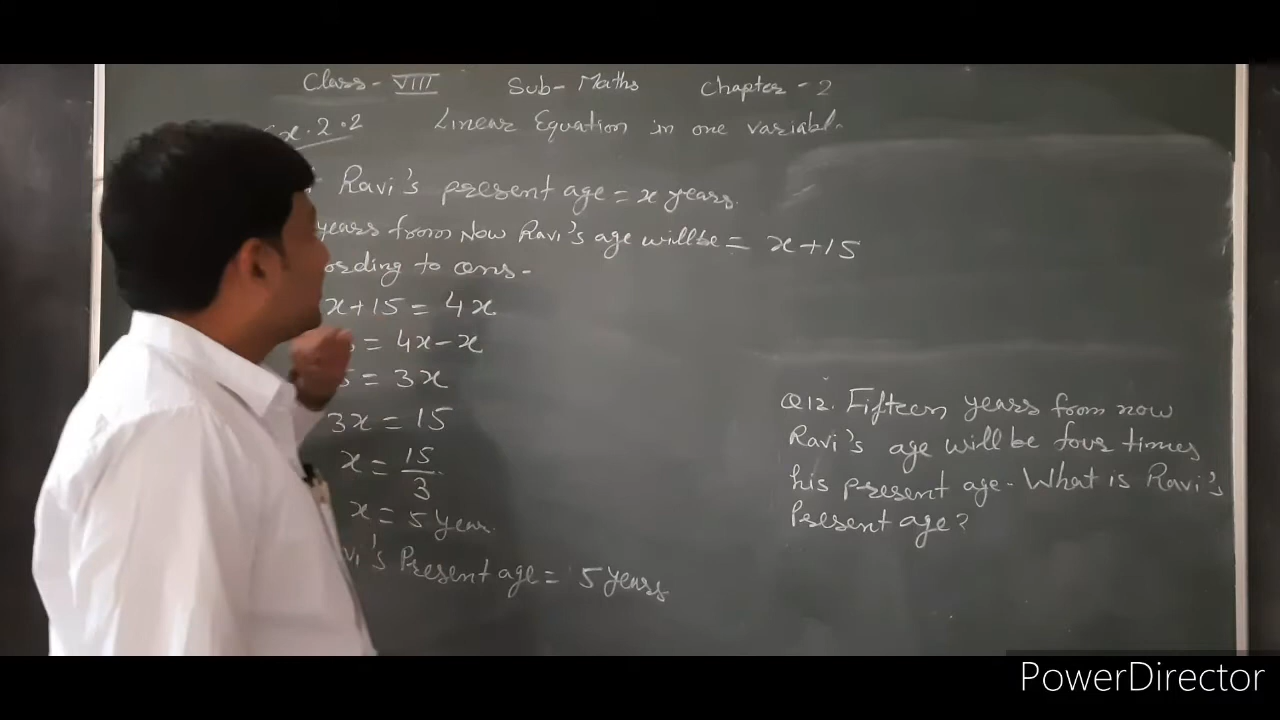 Class - VIII Sub - Maths Chapter - 2
Ex. 2.2 Linear Equation in one variable
Ravi's present age = x years.
years from Now Ravi's age will be = x + 15
to ques -
x + 15 = 4x
= 4x - x
= 3x
3x = 15
x = 15/3
x = 5 year.
Present age = 5 years
Q12. Fifteen years from now
Ravi's age will be four times
his present age. What is Ravi's
Present age?
PowerDirector